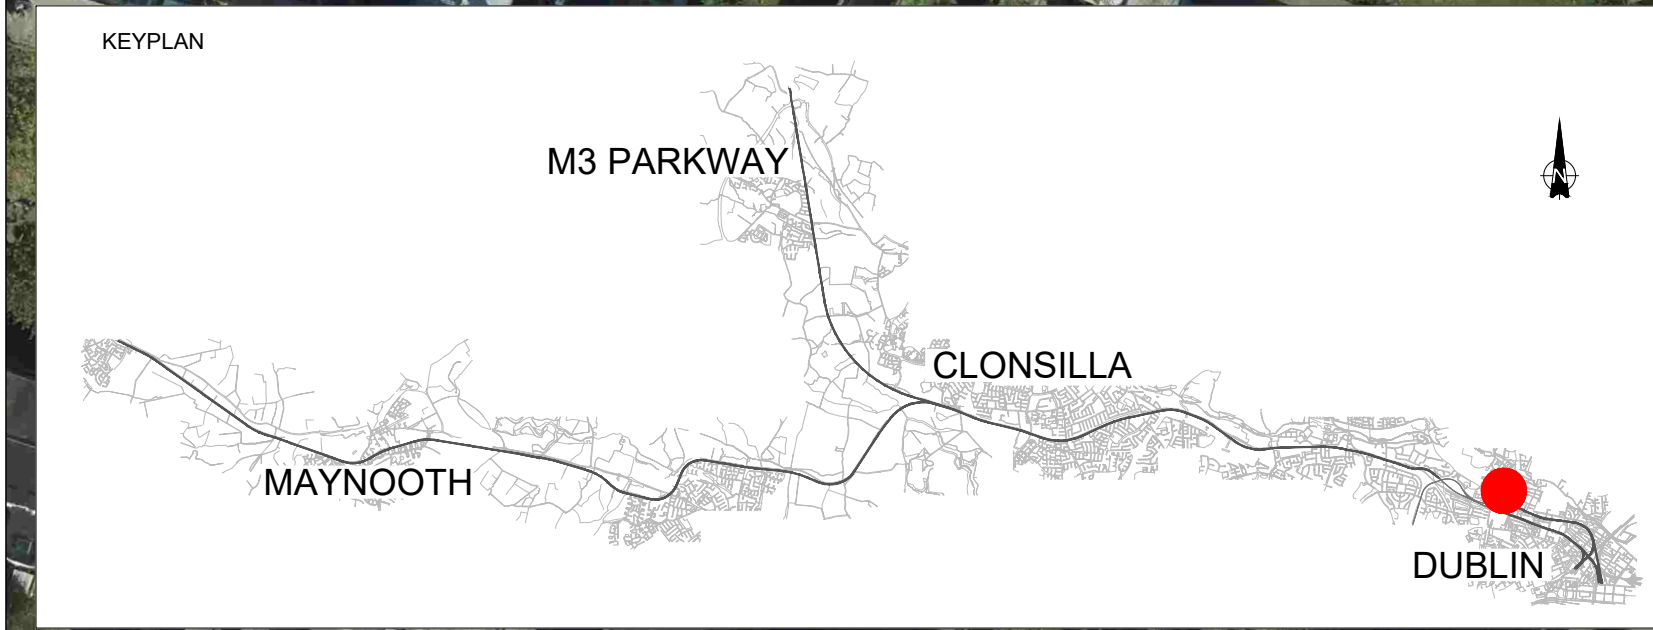 KEYPLAN
M3 PARKWAY
N
CLONSILLA
MAYNOOTH
DUBLIN